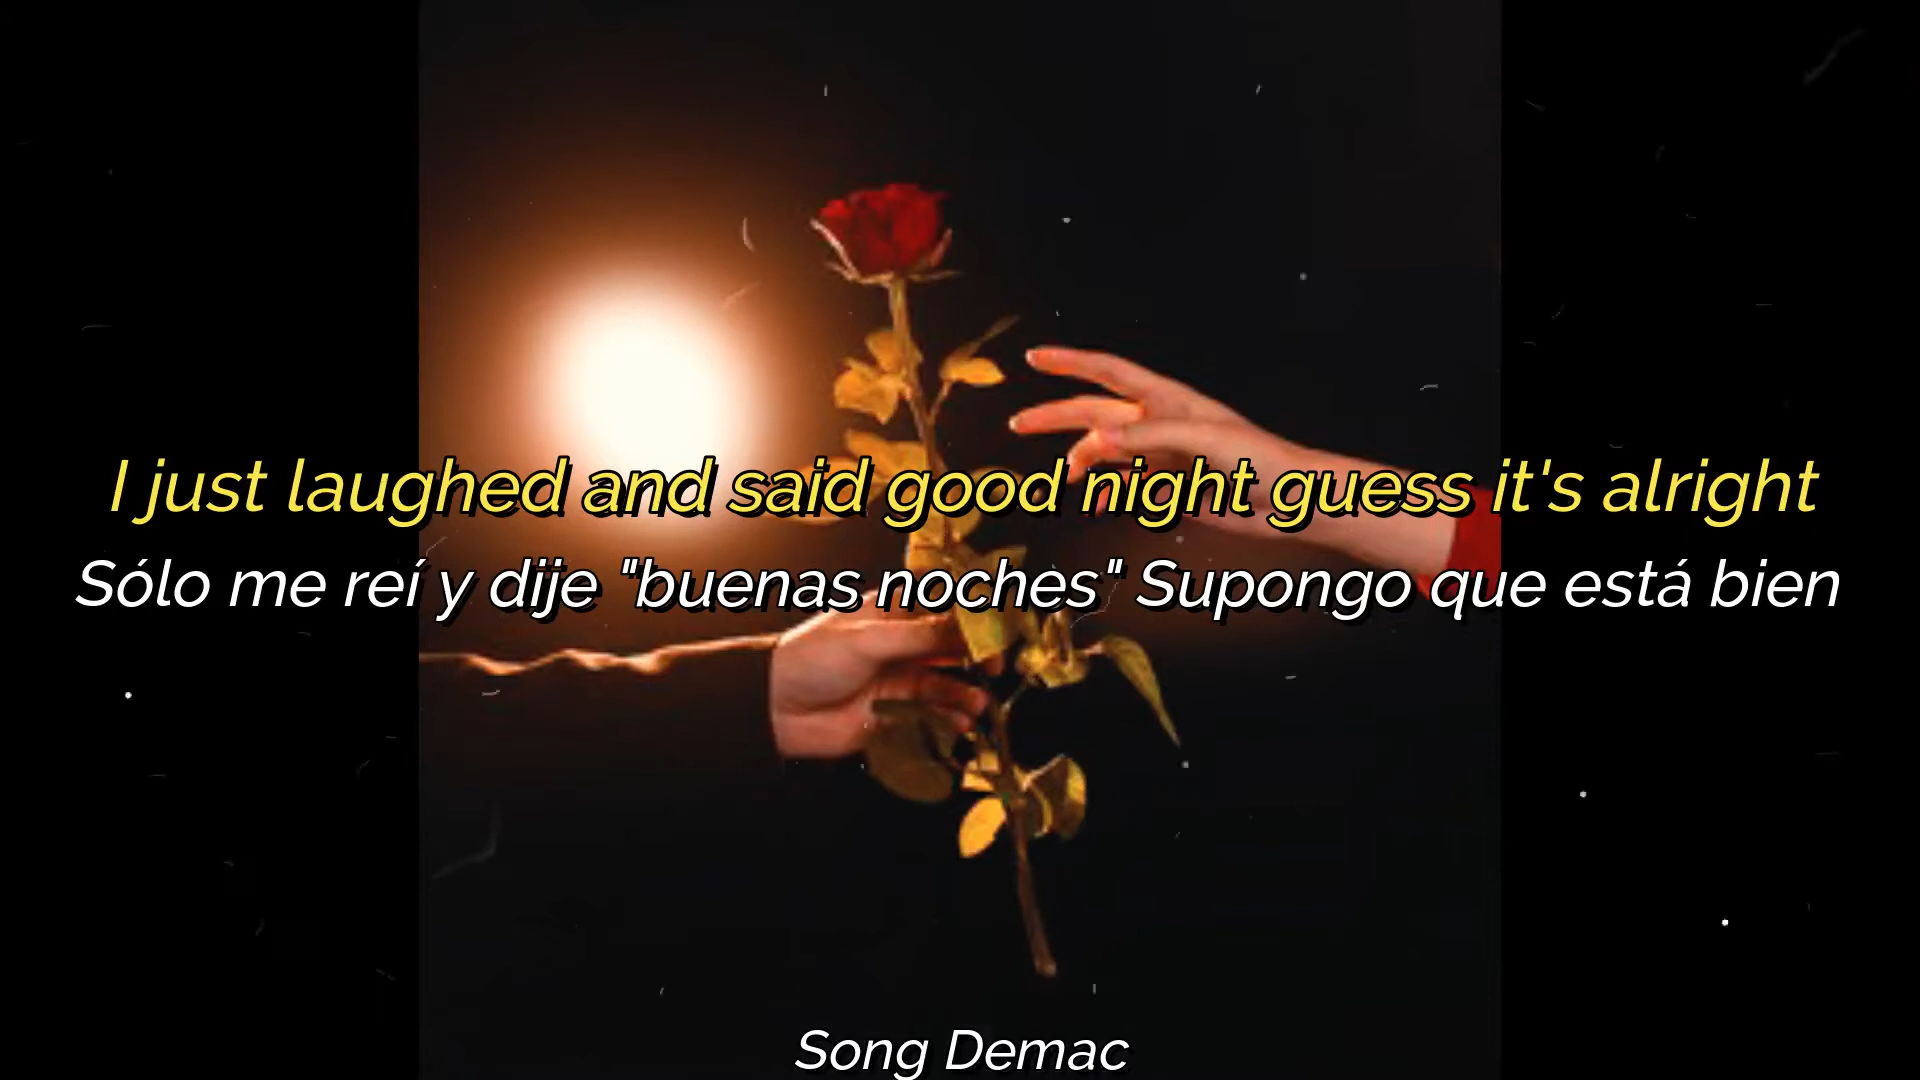 I just laughed and said good night guess it's alright
Sólo me reí y dije "buenas noches" Supongo que está bien
Song Demac